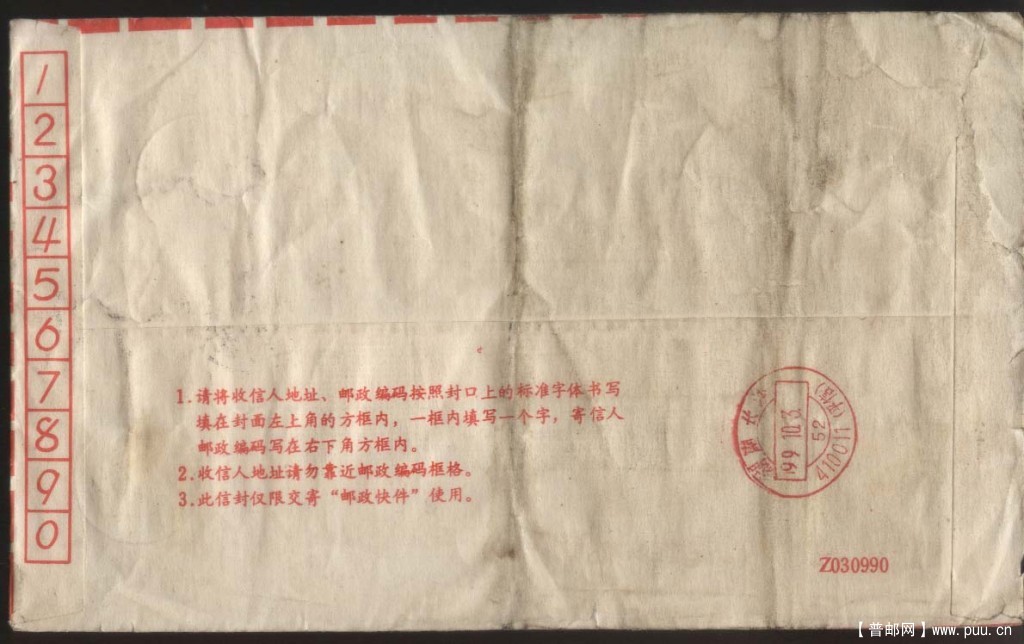 1
2
3
4
5
6
7
8
9
0
1.请将收信人地址、邮政编码按照封口上的标准字体书写
填在封面左上角的方框内，一框内填写一个字，寄信人
邮政编码写在右下角方框内。
2.收信人地址请勿靠近邮政编码框格。
3.此信封仅限交寄“邮政快件”使用。
湖 长
52
410011
Z030990
【普邮网】www.puu.cn